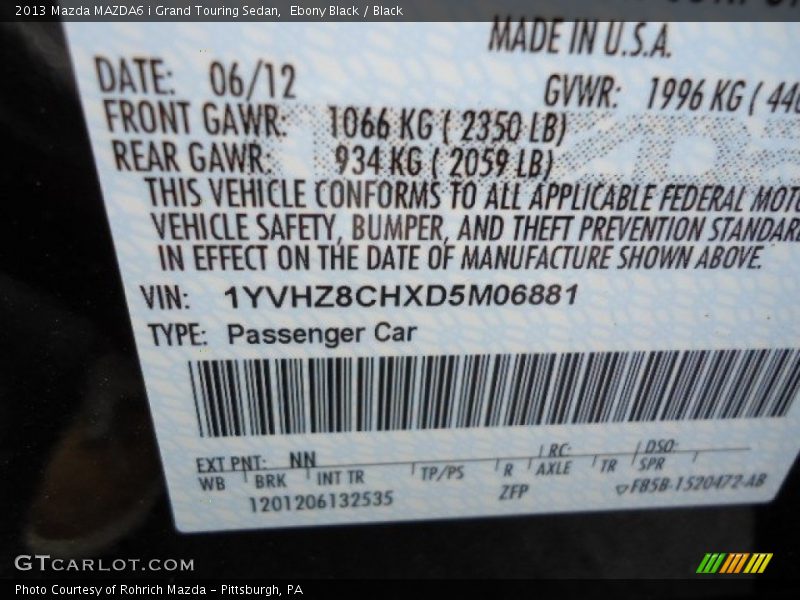 2013 Mazda MAZDA6 i Grand Touring Sedan, Ebony Black / Black
MADE IN U.S.A.
DATE: 06/12 GVWR: 1996 KG (
FRONT GAWR: 1066 KG ( 2350 LB)
REAR GAWR: 934 KG ( 2059 LB)
THIS VEHICLE CONFORMS TO ALL APPLICABLE FEDERAL
VEHICLE SAFETY, BUMPER, AND THEFT PREVENTION
IN EFFECT ON THE DATE OF MANUFACTURE SHOWN ABOVE.
VIN: 1YVHZ8CHXD5M06881
TYPE: Passenger Car
EXT PNT: NN RC: DSO:
WB BRK INT TR TP/PS R AXLE TR SPR
1201206132535 ZFP F85B-1520472-AB
GTCARLOT.COM
Photo Courtesy of Rohrich Mazda - Pittsburgh, PA